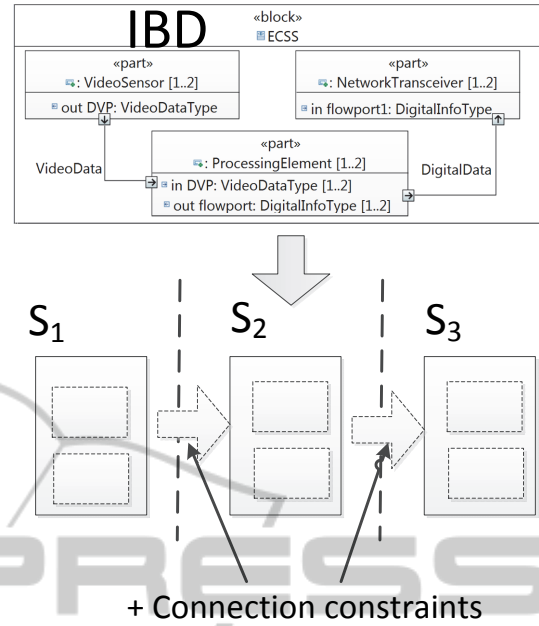 «block»
IBD
ECSS
«part»
: VideoSensor [1..2]
out DVP: VideoDataType
«part»
: NetworkTransceiver [1..2]
in flowport1: DigitalInfoType
VideoData
«part»
: ProcessingElement [1..2]
in DVP: VideoDataType [1..2]
out flowport: DigitalInfoType [1..2]
DigitalData
S₁
S₂
S₃
PRESS
+ Connection constraints